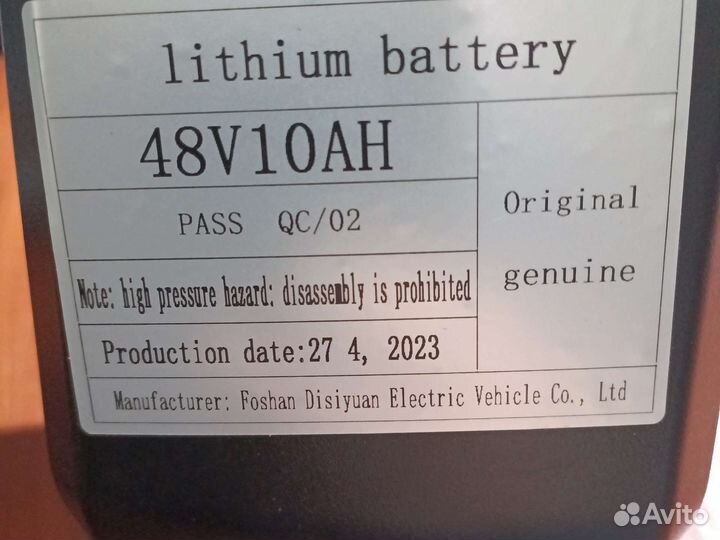 lithium battery
48V10AH
PASS QC/02
Original
genuine
Note: high pressure hazard: disassembly is prohibited
Production date:27 4, 2023
Manufacturer: Foshan Disiyuan Electric Vehicle Co., Ltd
Avito